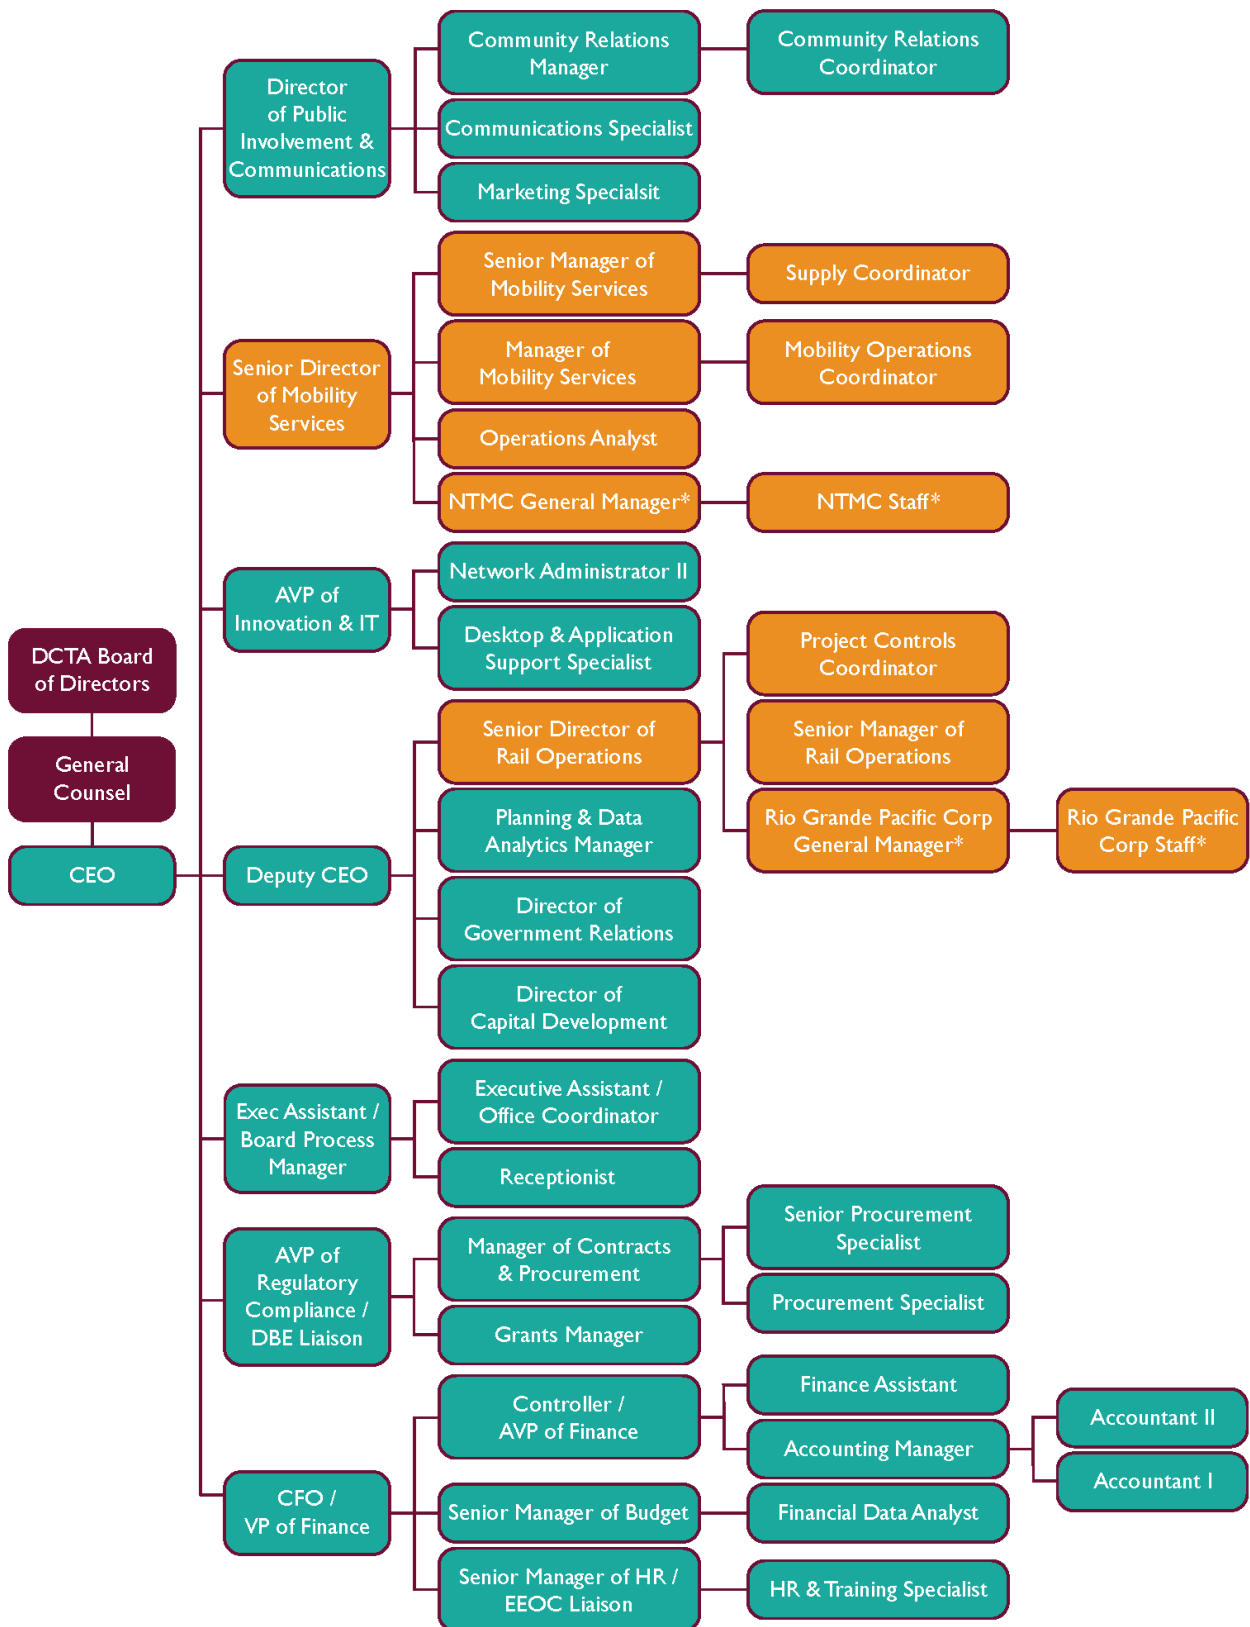 Community Relations
Manager
Community Relations
Coordinator
Director
of Public
Involvement &
Communications
Communications Specialist
Marketing Specialsit
Senior Manager of
Mobility Services
Supply Coordinator
Senior Director
of Mobility
Services
Manager of
Mobility Services
Mobility Operations
Coordinator
Operations Analyst
NTMC General Manager*
NTMC Staff*
AVP of
Innovation & IT
Network Administrator II
Desktop & Application
Support Specialist
DCTA Board
of Directors
General
Counsel
CEO
Deputy CEO
Senior Director of
Rail Operations
Project Controls
Coordinator
Senior Manager of
Rail Operations
Rio Grande Pacific Corp
General Manager*
Rio Grande Pacific
Corp Staff*
Planning & Data
Analytics Manager
Director of
Government Relations
Director of
Capital Development
Exec Assistant /
Board Process
Manager
Executive Assistant /
Office Coordinator
Receptionist
AVP of
Regulatory
Compliance /
DBE Liaison
Manager of Contracts
& Procurement
Senior Procurement
Specialist
Procurement Specialist
Grants Manager
CFO /
VP of Finance
Controller /
AVP of Finance
Finance Assistant
Accounting Manager
Accountant II
Accountant I
Senior Manager of Budget
Financial Data Analyst
Senior Manager of HR /
EEOC Liaison
HR & Training Specialist